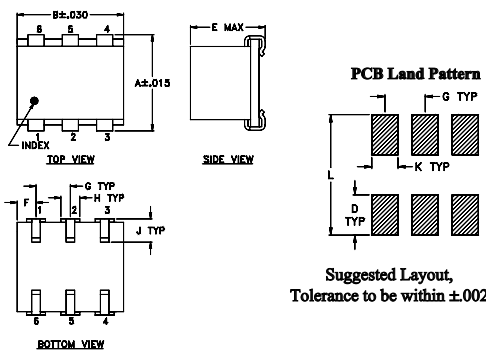 B±.030
6 5 4
A±.015
INDEX
1 2 3
TOP VIEW
E MAX
SIDE VIEW
PCB Land Pattern
G TYP
K TYP
L
D
TYP
Suggested Layout,
Tolerance to be within ±.002
G TYP
H TYP
F
1 2 3
J TYP
6 5 4
BOTTOM VIEW